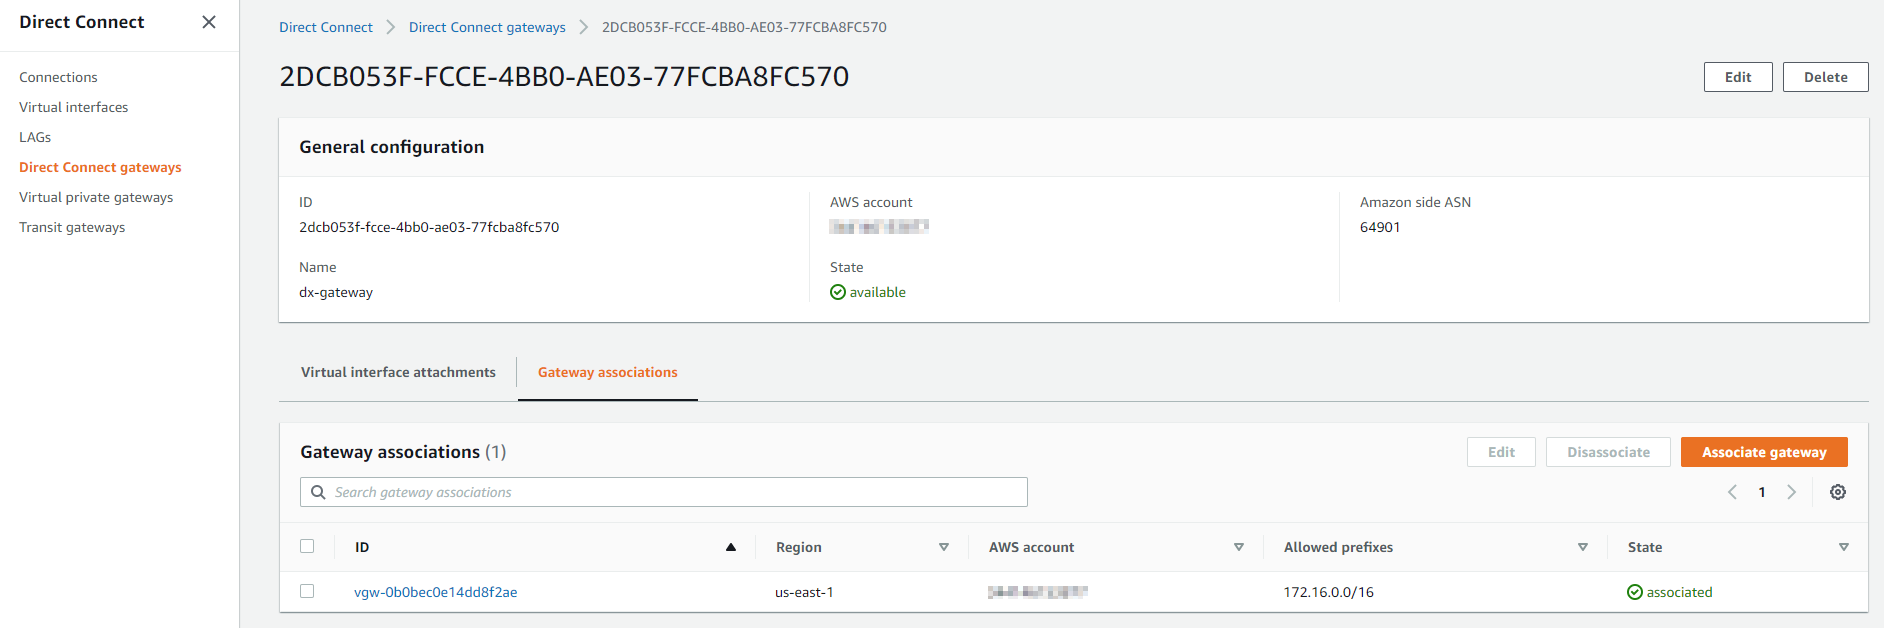 Direct Connect
Connections
Virtual interfaces
LAGs
Direct Connect gateways
Virtual private gateways
Transit gateways
Direct Connect Direct Connect gateways 2DCB053F-FCCE-4BB0-AE03-77FCBA8FC570
2DCB053F-FCCE-4BB0-AE03-77FCBA8FC570
Edit Delete
General configuration
ID
2dcb053f-fcce-4bb0-ae03-77fcba8fc570
Name
dx-gateway
AWS account
State
available
Amazon side ASN
64901
Virtual interface attachments Gateway associations
Gateway associations (1)
Edit Disassociate Associate gateway
Search gateway associations
1
ID Region AWS account Allowed prefixes State
vgw-0b0bec0e14dd8f2ae us-east-1 172.16.0.0/16 associated